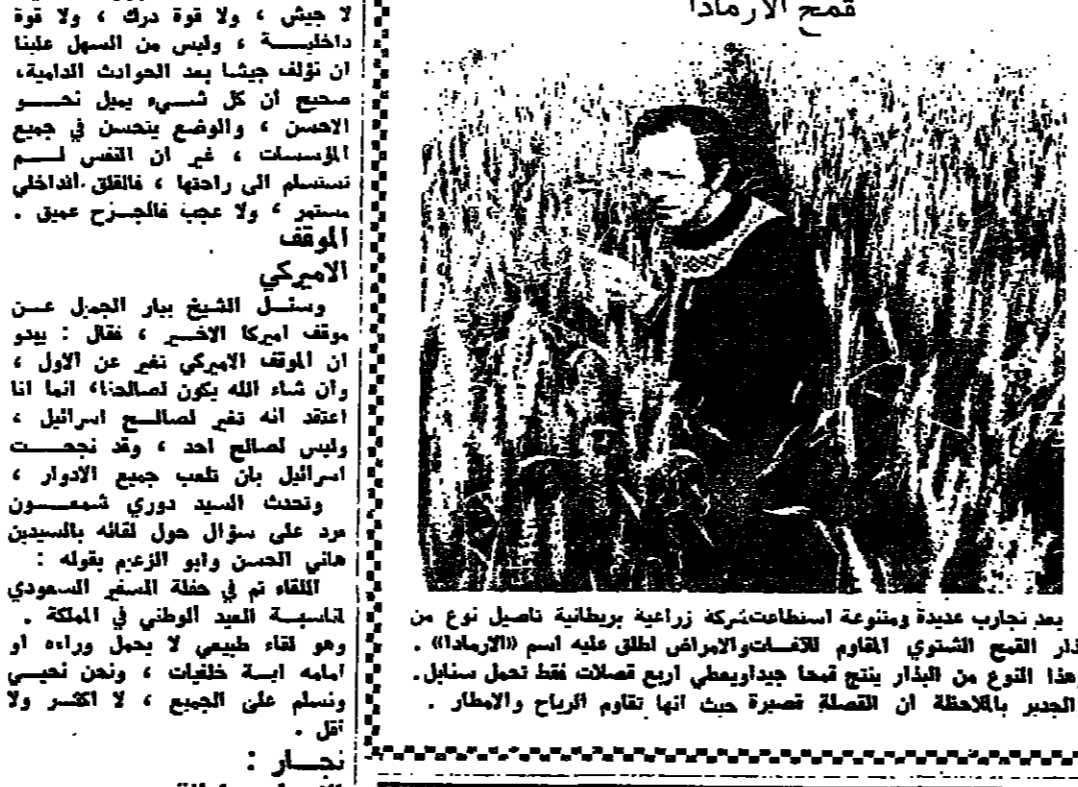 قمح الارمادا
بعد تجارب عديدة ومتنوعة استطاعت شركة زراعية بريطانية تاصيل نوع من
بذار القمح الشتوي المقاوم للآفات والامراض اطلق عليه اسم «الارمادا» .
وهذا النوع من البذار ينتج قمحا جيدا ويعطي اربع قصلات فقط تحمل سنابل .
الجدير بالملاحظة ان القصلة قصيرة حيث انها تقاوم الرياح والامطار .
لا جيش ، ولا قوة درك ، ولا قوة
داخلية ، وليس من السهل علينا
ان نؤلف جيشا بعد الحوادث الدامية،
صحيح أن كل شيء يميل نحو
الاحسن ، والوضع يتحسن في جميع
المؤسسات ، غير ان النفس لم
تستسلم الى راحتها ، فالقلق الداخلي
مستمر ، ولا عجب فالجرح عميق .
الموقف
الاميركي
وسئل الشيخ بيار الجميل عن
موقف اميركا الاخير ، فقال : يبدو
ان الموقف الاميركي تغير عن الاول ،
وان شاء الله يكون لصالحنا، انما انا
اعتقد انه تغير لصالح اسرائيل ،
وليس لصالح احد ، وقد نجحت
اسرائيل بان تلعب جميع الادوار ،
وتحدث السيد دوري شمعون
مرد على سؤال حول لقائه بالسيدين
هاني الحسن وابو الزعيم بقوله :
اللقاء تم في حفلة السفير السعودي
لمناسبة العيد الوطني في المملكة .
وهو لقاء طبيعي لا يحمل وراءه او
امامه اية خلفيات ، ونحن نحيي
ونسلم على الجميع ، لا اكثر ولا
أقل .
نجار :